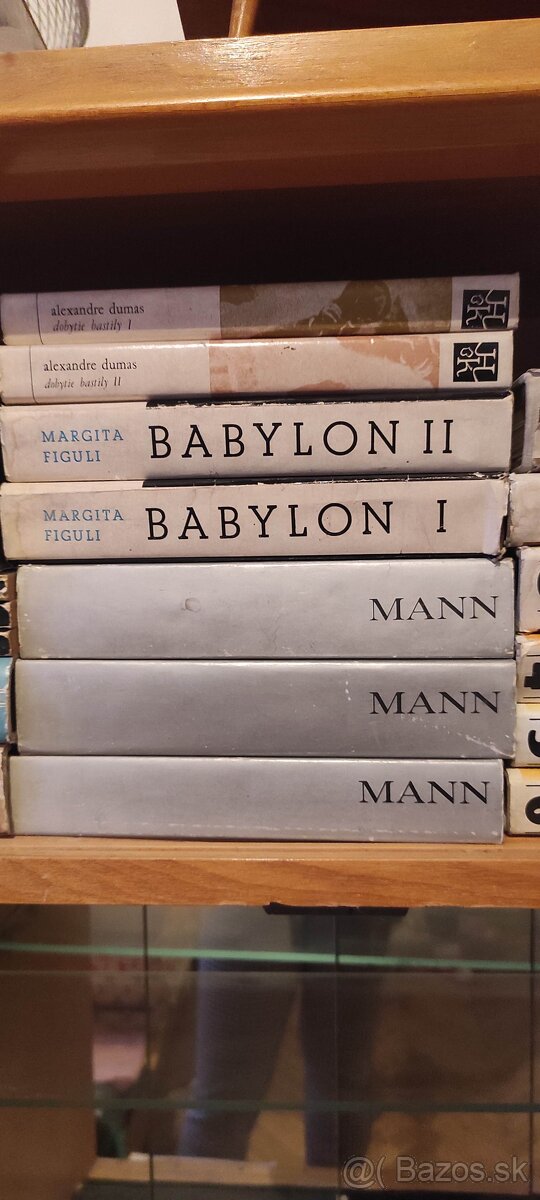 alexandre dumas
dobytie bastily I
alexandre dumas
dobytie bastily II
MARGITA
FIGULI
BABYLON II
MARGITA
FIGULI
BABYLON I
MANN
MANN
MANN
@( Bazos.sk